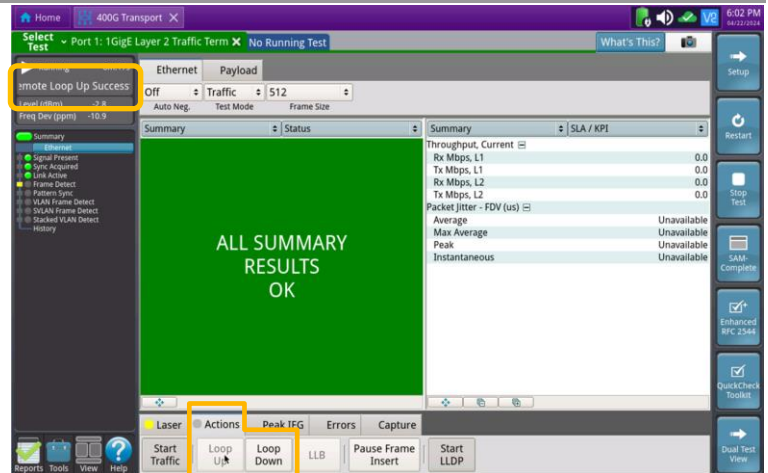 Home
400G Transport X
6:02 PM
04/22/2024
Select Test
Port 1: 1GigE Layer 2 Traffic Term X
No Running Test
What's This?
emote Loop Up Success
Level (dBm) -2.8
Freq Dev (ppm) -10.9
Summary
Ethernet
Signal Present
Sync Acquired
Link Active
Frame Detect
Pattern Sync
VLAN Frame Detect
SVLAN Frame Detect
Stacked VLAN Detect
History
Ethernet Payload
Off Traffic 512
Auto Neg. Test Mode Frame Size
Summary Status
ALL SUMMARY
RESULTS
OK
Summary SLA / KPI
Throughput, Current
Rx Mbps, L1 0.0
Tx Mbps, L1 0.0
Rx Mbps, L2 0.0
Tx Mbps, L2 0.0
Packet Jitter - FDV (us)
Average Unavailable
Max Average Unavailable
Peak Unavailable
Instantaneous Unavailable
Setup
Restart
Stop
Test
SAM-
Complete
Enhanced
RFC 2544
QuickCheck
Toolkit
Dual Test
View
Laser Actions Peak IFG Errors Capture
Start
Traffic
Loop
Up
Loop
Down
LLB
Pause Frame
Insert
Start
LLDP
Reports Tools View Help